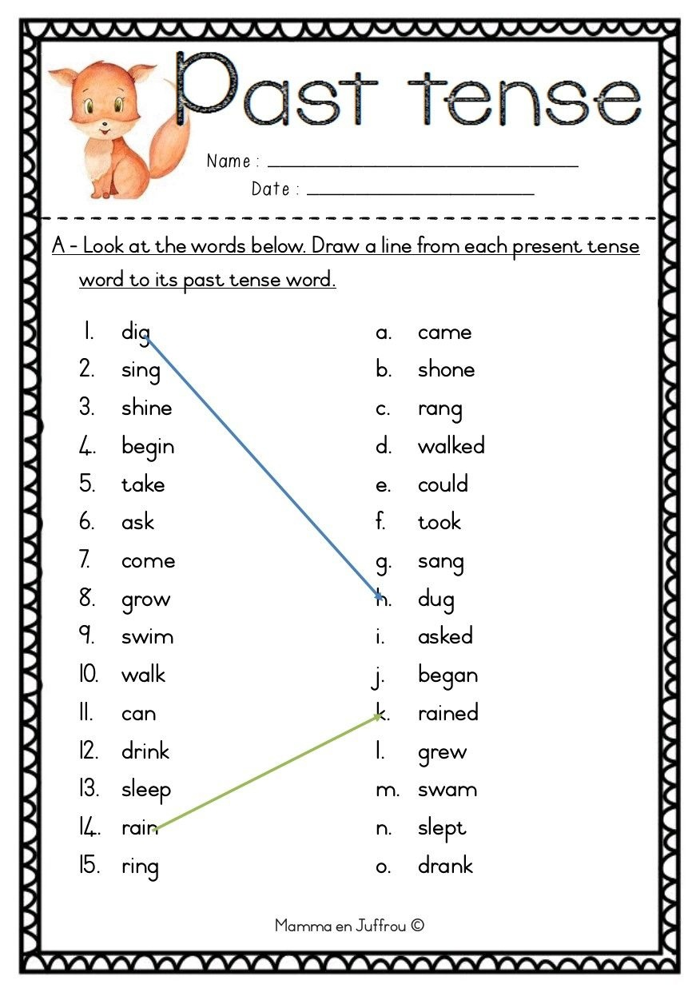 Past tense
Name : ____________________
Date : ____________________
A - Look at the words below. Draw a line from each present tense
word to its past tense word.
1. dig a. came
2. sing b. shone
3. shine c. rang
4. begin d. walked
5. take e. could
6. ask f. took
7. come g. sang
8. grow h. dug
9. swim i. asked
10. walk j. began
11. can k. rained
12. drink l. grew
13. sleep m. swam
14. rain n. slept
15. ring o. drank
Mamma en Juffrou ©